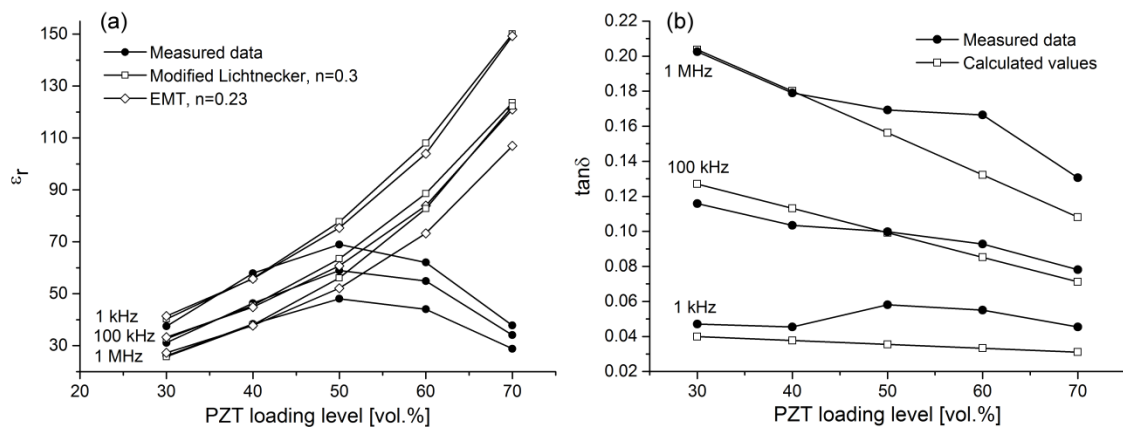 (a)
Measured data
Modified Lichtnecker, n=0.3
EMT, n=0.23
150
130
110
90
70
50
30
εr
1 kHz
100 kHz
1 MHz
20 30 40 50 60 70
PZT loading level [vol.%]
(b)
Measured data
Calculated values
0.22
0.20
0.18
0.16
0.14
0.12
0.10
0.08
0.06
0.04
0.02
tanδ
1 MHz
100 kHz
1 kHz
30 40 50 60 70
PZT loading level [vol.%]